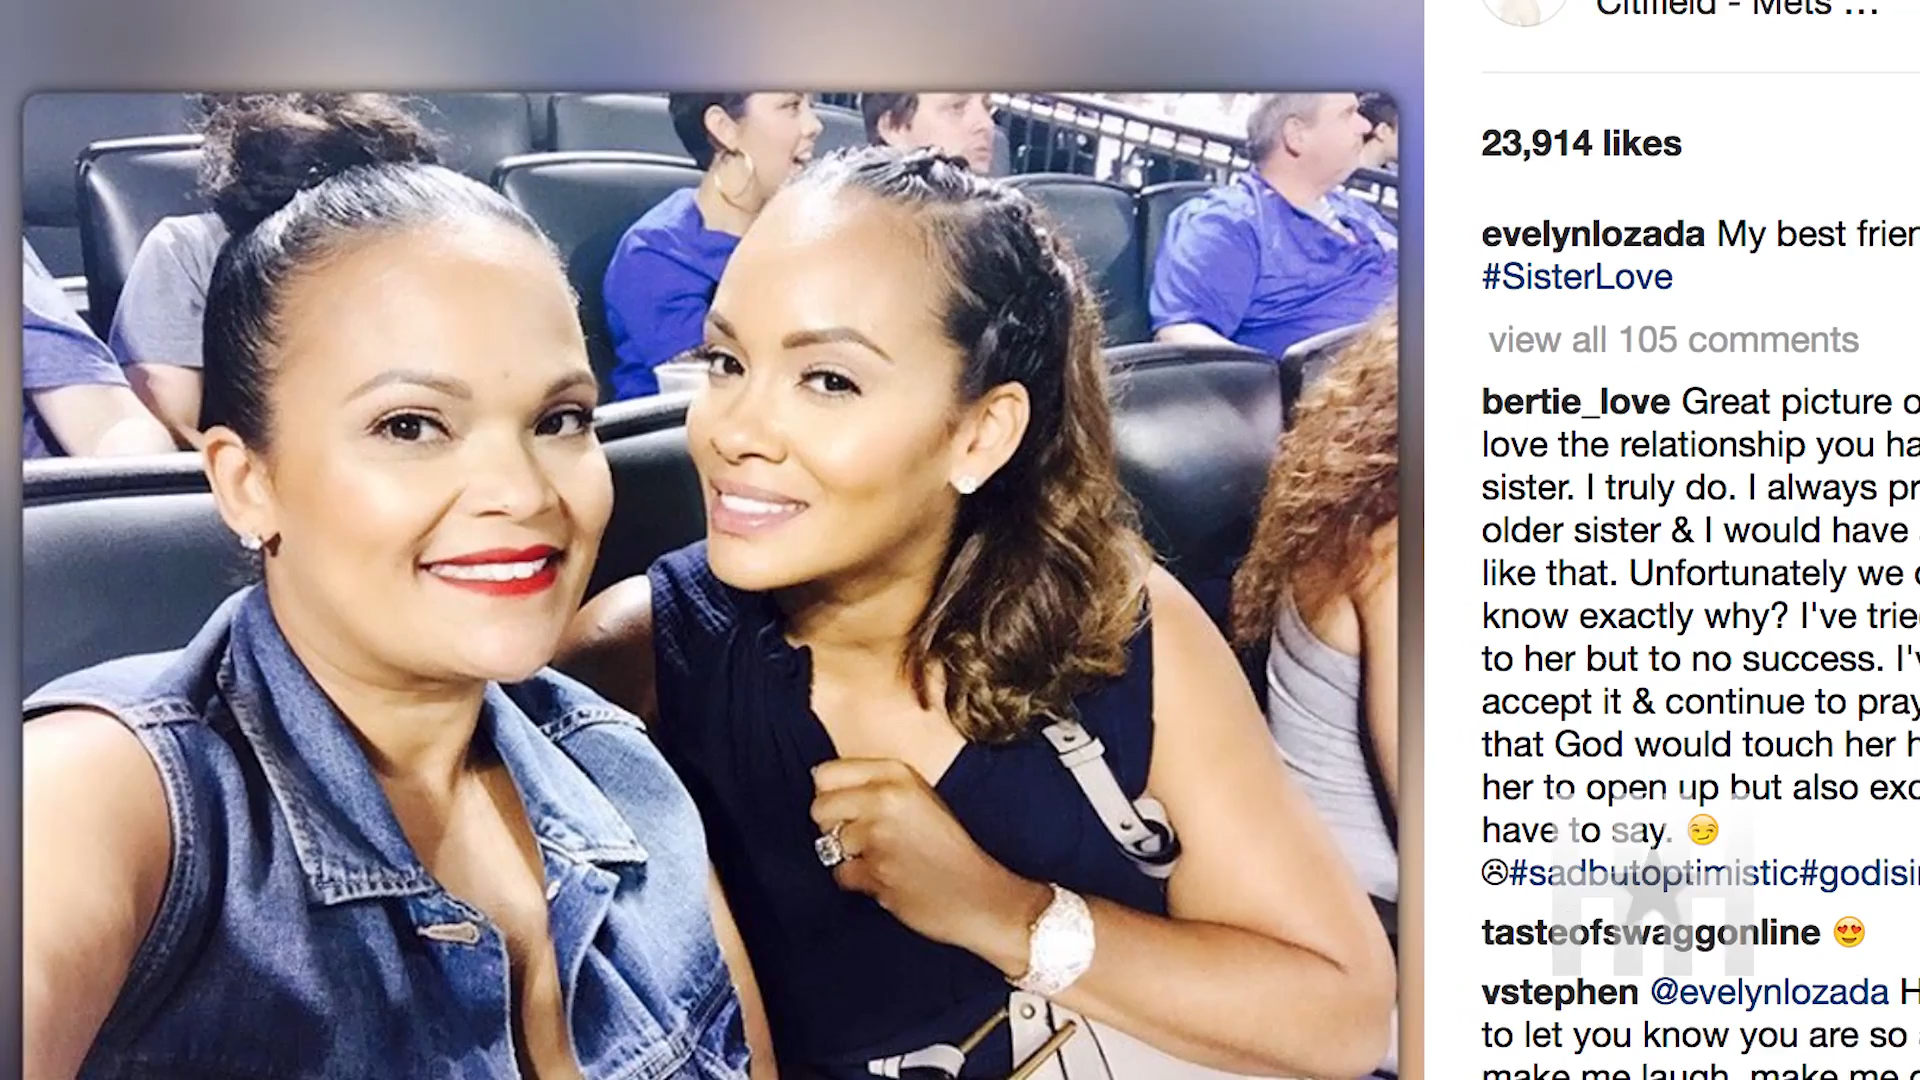 Citifield - Mets ...
23,914 likes
evelynlozada My best frien
#SisterLove
view all 105 comments
bertie_love Great picture o
love the relationship you ha
sister. I truly do. I always pr
older sister & I would have
like that. Unfortunately we
know exactly why? I've trie
to her but to no success. I'v
accept it & continue to pray
that God would touch her h
her to open up but also exc
have to say. 😏
☹#sadbutoptimistic#godisin
tasteofswaggonline 😍
vstephen @evelynlozada H
to let you know you are so
make me laugh, make me